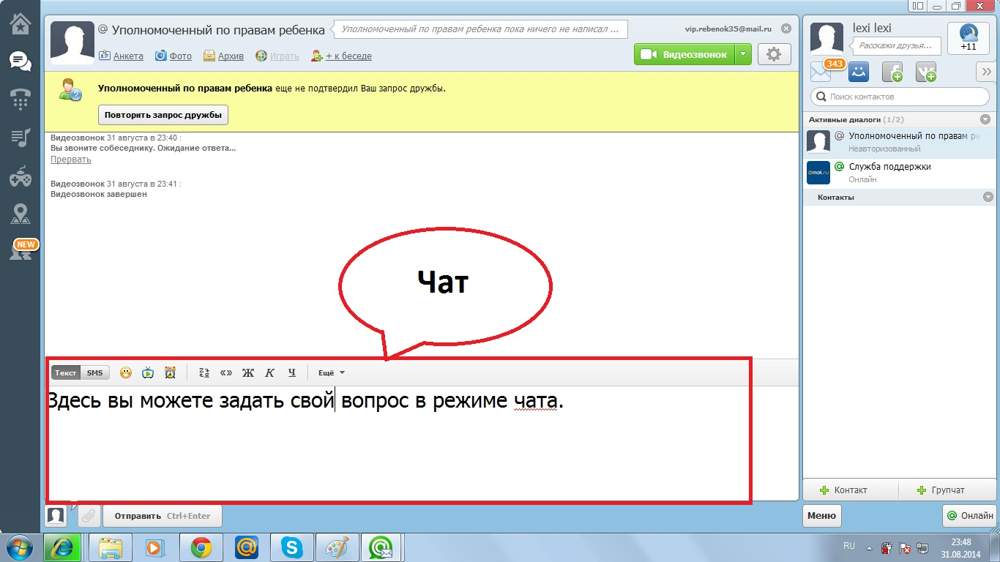 Уполномоченный по правам ребенка
Уполномоченный по правам ребенка пока ничего не написал ...
vip.rebenok35@mail.ru
Анкета Фото Архив Играть + к беседе
Видеозвонок
Уполномоченный по правам ребенка еще не подтвердил Ваш запрос дружбы.
Повторить запрос дружбы
Видеозвонок 31 августа в 23:40 :
Вы звоните собеседнику. Ожидание ответа...
Прервать
Видеозвонок 31 августа в 23:41 :
Видеозвонок завершен
Чат
Текст SMS
Ж К Ч
Ещё
Здесь вы можете задать свой вопрос в режиме чата.
Отправить Ctrl+Enter
NEW
lexi lexi
Расскажи друзья...
+11
343
Поиск контактов
Активные диалоги (1/2)
Уполномоченный по правам ре
Неавторизованный
@mail.ru
Служба поддержки
Онлайн
Контакты
Контакт
Групчат
Меню
Онлайн
RU
23:48
31.08.2014